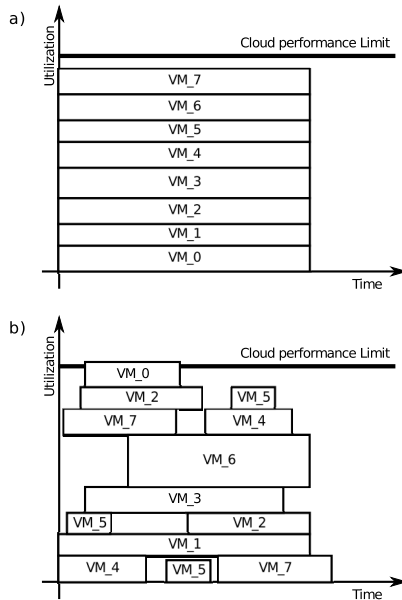 a)
Utilization
Cloud performance Limit
VM_7
VM_6
VM_5
VM_4
VM_3
VM_2
VM_1
VM_0
Time
b)
Utilization
Cloud performance Limit
VM_0
VM_2 VM_5
VM_7 VM_4
VM_6
VM_3
VM_5 VM_2
VM_1
VM_4 VM_5 VM_7
Time